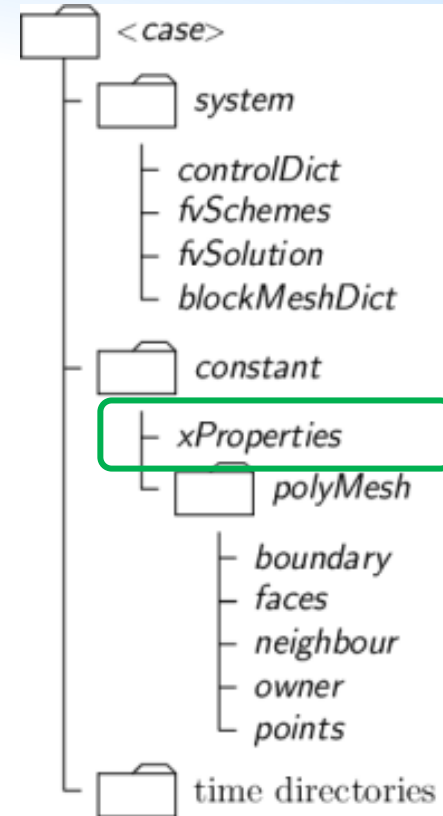 <case>
system
controlDict
fvSchemes
fvSolution
blockMeshDict
constant
xProperties
polyMesh
boundary
faces
neighbour
owner
points
time directories